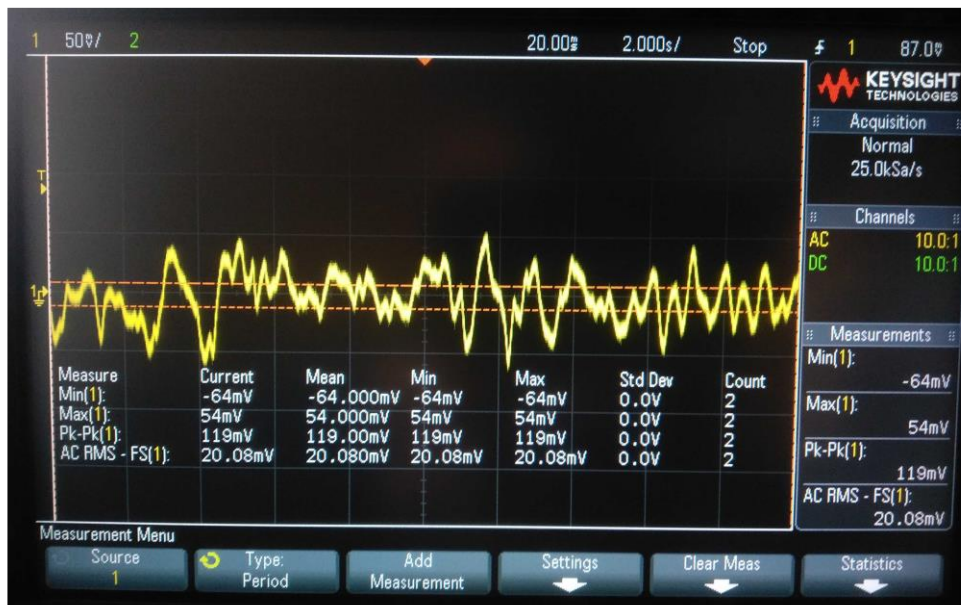 1 50mV/ 2 20.00s 2.000s/ Stop 1 87.0mV
KEYSIGHT
TECHNOLOGIES
Acquisition
Normal
25.0kSa/s
Channels
AC 10.0:1
DC 10.0:1
T
1
Measurements
Min(1):
-64mV
Max(1):
54mV
Pk-Pk(1):
119mV
AC RMS - FS(1):
20.08mV
Measure Current Mean Min Max Std Dev Count
Min(1): -64mV -64.000mV -64mV -64mV 0.0V 2
Max(1): 54mV 54.000mV 54mV 54mV 0.0V 2
Pk-Pk(1): 119mV 119.00mV 119mV 119mV 0.0V 2
AC RMS - FS(1): 20.08mV 20.080mV 20.08mV 20.08mV 0.0V 2
Measurement Menu
Source
1
Type:
Period
Add
Measurement
Settings
Clear Meas
Statistics